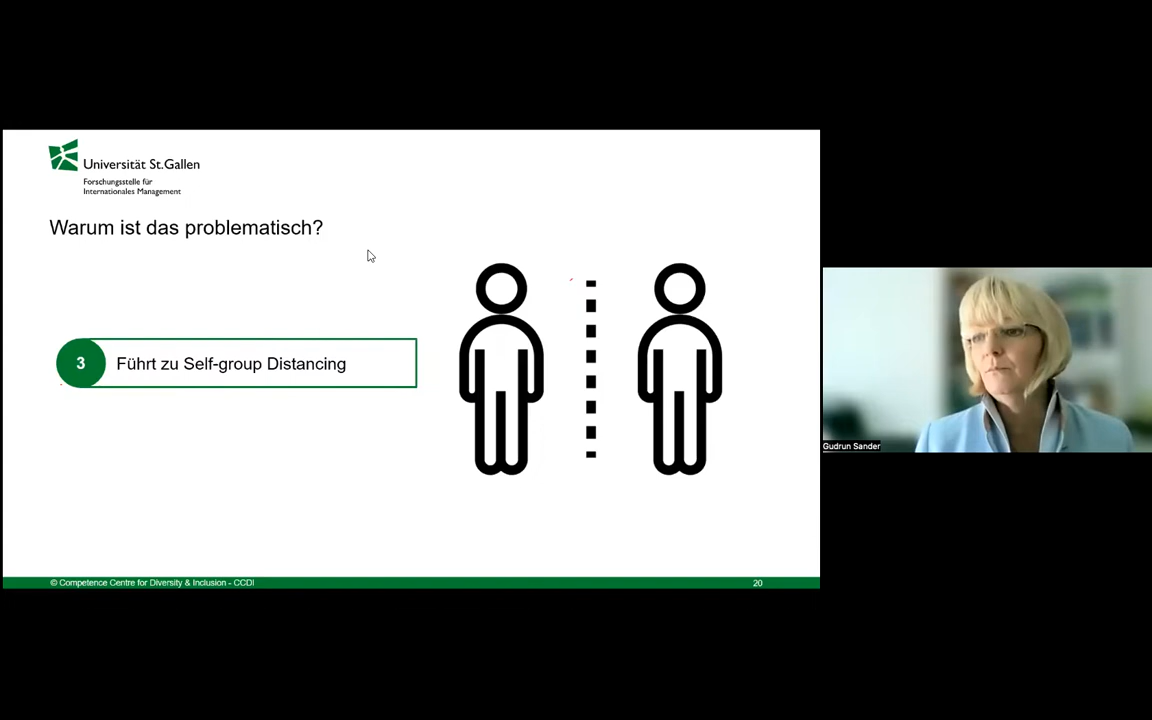 Universität St.Gallen
Forschungsstelle für
Internationales Management
Warum ist das problematisch?
3 Führt zu Self-group Distancing
Gudrun Sander
© Competence Centre for Diversity & Inclusion - CCDI 20